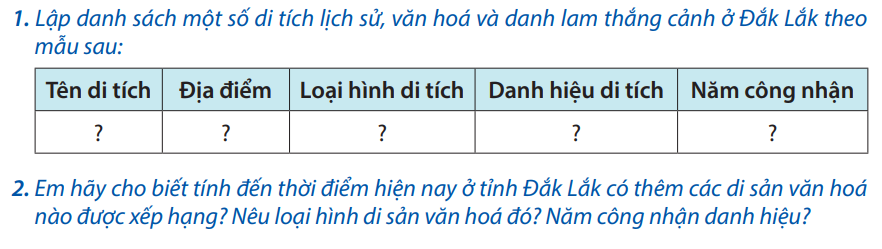 1. Lập danh sách một số di tích lịch sử, văn hoá và danh lam thắng cảnh ở Đắk Lắk theo
mẫu sau:
Tên di tích Địa điểm Loại hình di tích Danh hiệu di tích Năm công nhận
? ? ? ? ?
2. Em hãy cho biết tính đến thời điểm hiện nay ở tỉnh Đắk Lắk có thêm các di sản văn hoá
nào được xếp hạng? Nêu loại hình di sản văn hoá đó? Năm công nhận danh hiệu?